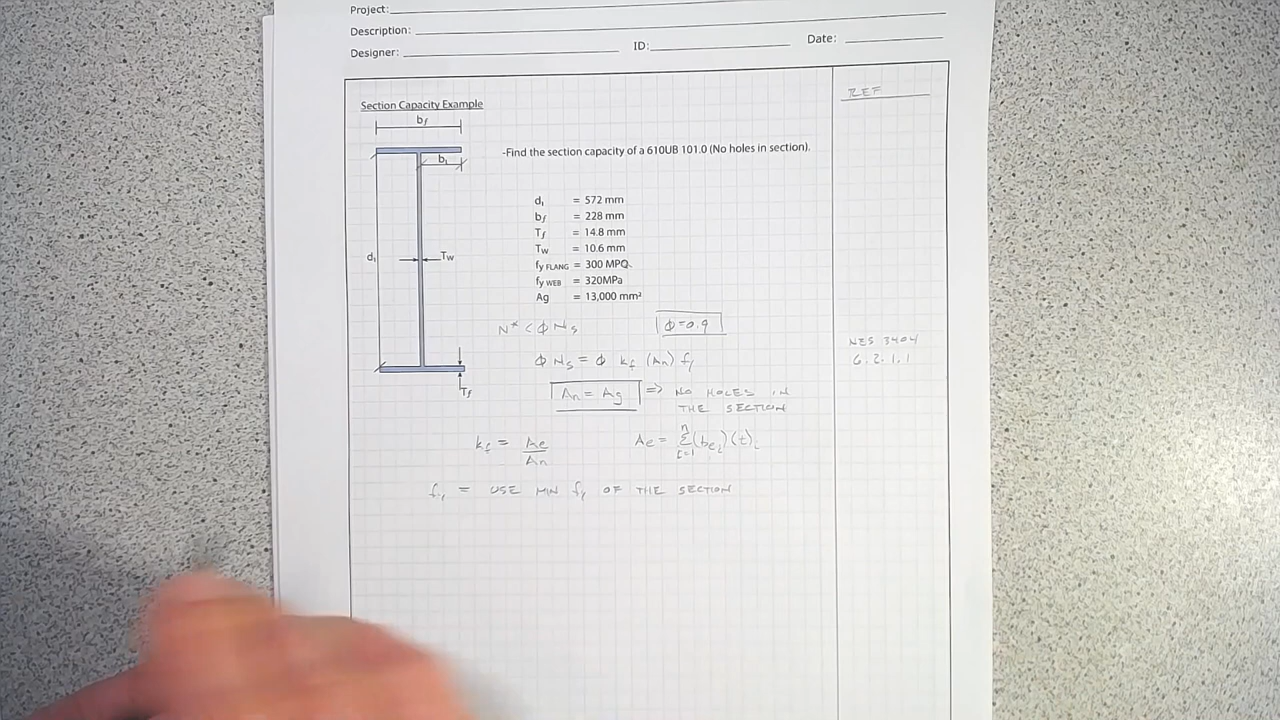 Project:
Description:
Designer: ID: Date:
REF
Section Capacity Example
bf
-Find the section capacity of a 610UB 101.0 (No holes in section).
b1
d1 = 572 mm
bf = 228 mm
Tf = 14.8 mm
Tw = 10.6 mm
fy FLANG = 300 MPa
fy WEB = 320MPa
Ag = 13,000 mm²
d1
Tw
Tf
N* < ΦNs Φ=0.9
ΦNs = Φ kf (An) fy
NZS 3404
6.2.1.1
An = Ag => NO HOLES IN
THE SECTION
kf = Ae/An Ae = Σ(bei)(t)i
n
i=1
fy = USE MIN fy OF THE SECTION